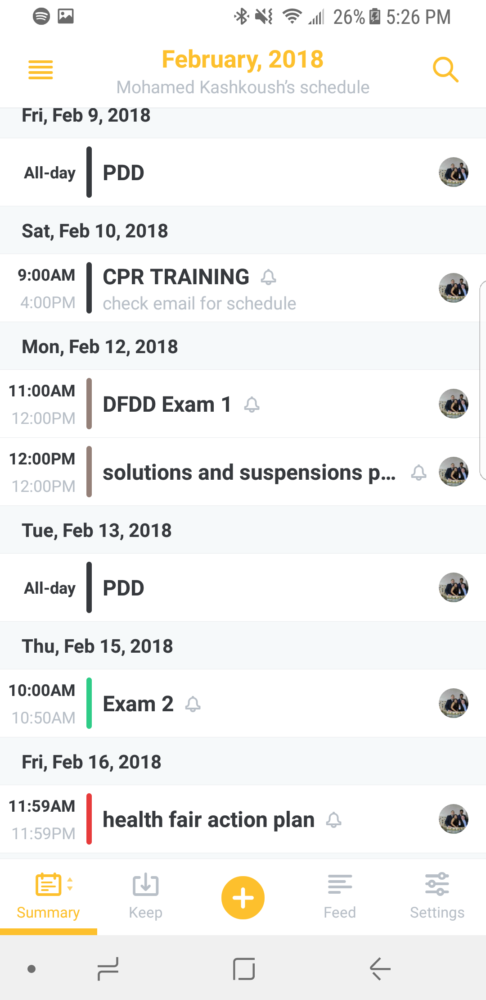 26% 5:26 PM
February, 2018
Mohamed Kashkoush's schedule
Fri, Feb 9, 2018
All-day PDD
Sat, Feb 10, 2018
9:00AM CPR TRAINING
4:00PM check email for schedule
Mon, Feb 12, 2018
11:00AM DFDD Exam 1
12:00PM
12:00PM solutions and suspensions p...
12:00PM
Tue, Feb 13, 2018
All-day PDD
Thu, Feb 15, 2018
10:00AM Exam 2
10:50AM
Fri, Feb 16, 2018
11:59AM health fair action plan
11:59PM
Summary Keep Feed Settings